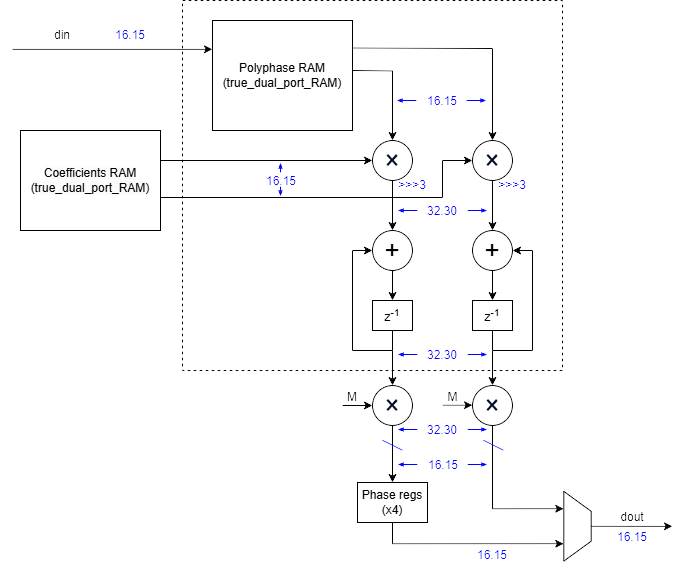 din 16.15
Polyphase RAM
(true_dual_port_RAM)
16.15
Coefficients RAM
(true_dual_port_RAM)
16.15
× ×
>>>3 >>>3
32.30
+ +
z-1 z-1
32.30
M × M ×
32.30
16.15
Phase regs
(x4)
dout
16.15
16.15